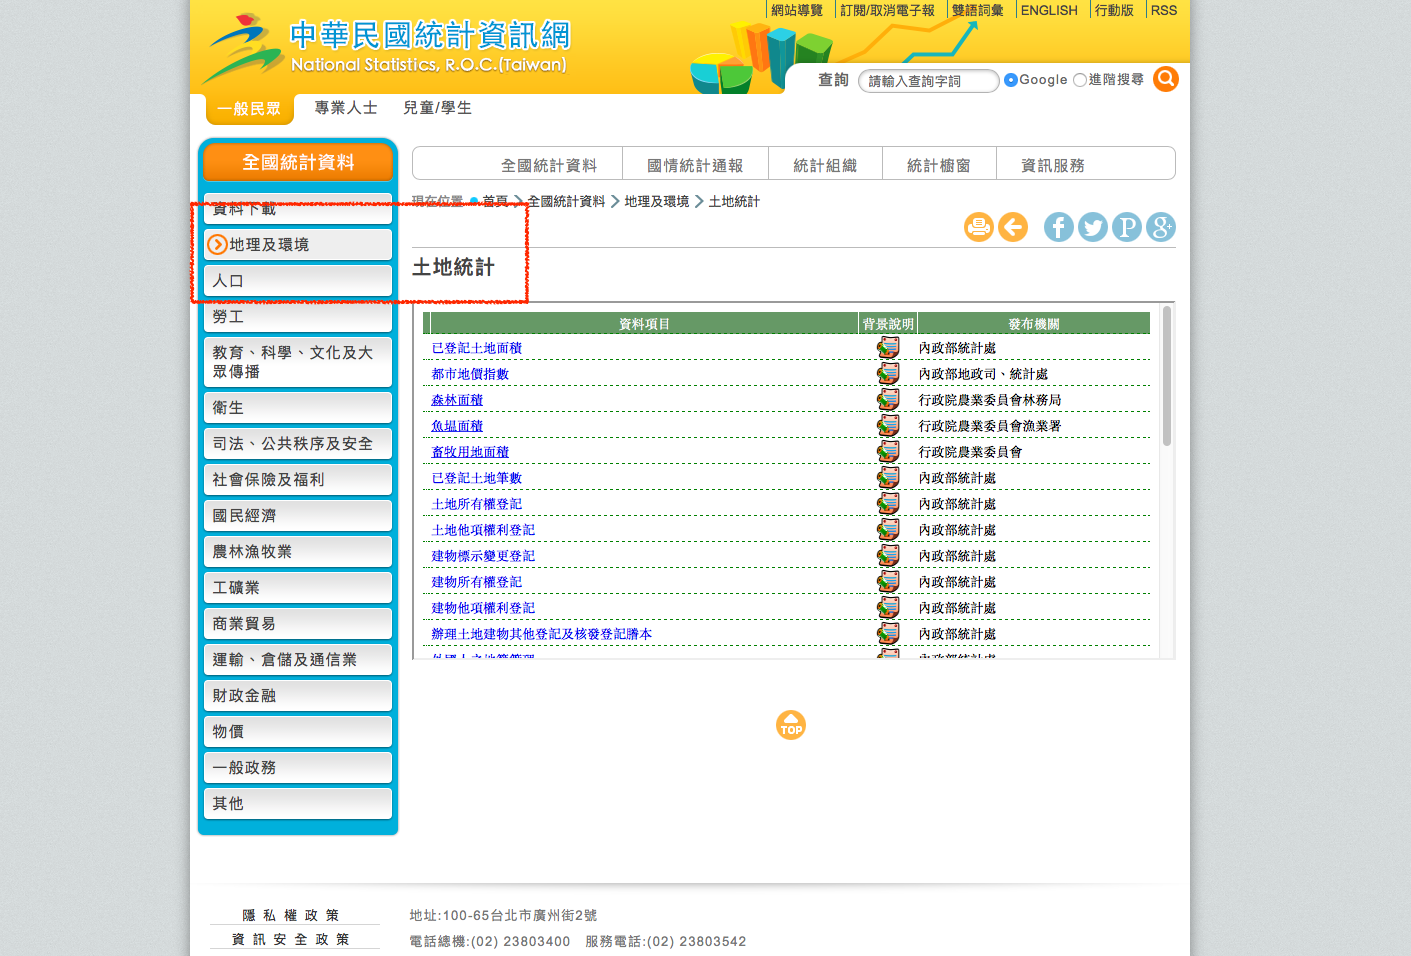 網站導覽 訂閱/取消電子報 雙語詞彙 ENGLISH 行動版 RSS
中華民國統計資訊網
National Statistics, R.O.C.(Taiwan)
查詢 請輸入查詢字詞 Google 進階搜尋
一般民眾 專業人士 兒童/學生
全國統計資料
資料下載
地理及環境
人口
勞工
教育、科學、文化及大
眾傳播
衛生
司法、公共秩序及安全
社會保險及福利
國民經濟
農林漁牧業
工礦業
商業貿易
運輸、倉儲及通信業
財政金融
物價
一般政務
其他
全國統計資料 國情統計通報 統計組織 統計櫥窗 資訊服務
現在位置 首頁 全國統計資料 地理及環境 土地統計
土地統計
資料項目 背景說明 發布機關
已登記土地面積 內政部統計處
都市地價指數 內政部地政司、統計處
森林面積 行政院農業委員會林務局
魚塭面積 行政院農業委員會漁業署
畜牧用地面積 行政院農業委員會
已登記土地筆數 內政部統計處
土地所有權登記 內政部統計處
土地他項權利登記 內政部統計處
建物標示變更登記 內政部統計處
建物所有權登記 內政部統計處
建物他項權利登記 內政部統計處
辦理土地建物其他登記及核發登記謄本 內政部統計處
內政部統計處
TOP
隱私權政策
資訊安全政策
地址:100-65台北市廣州街2號
電話總機:(02) 23803400 服務電話:(02) 23803542